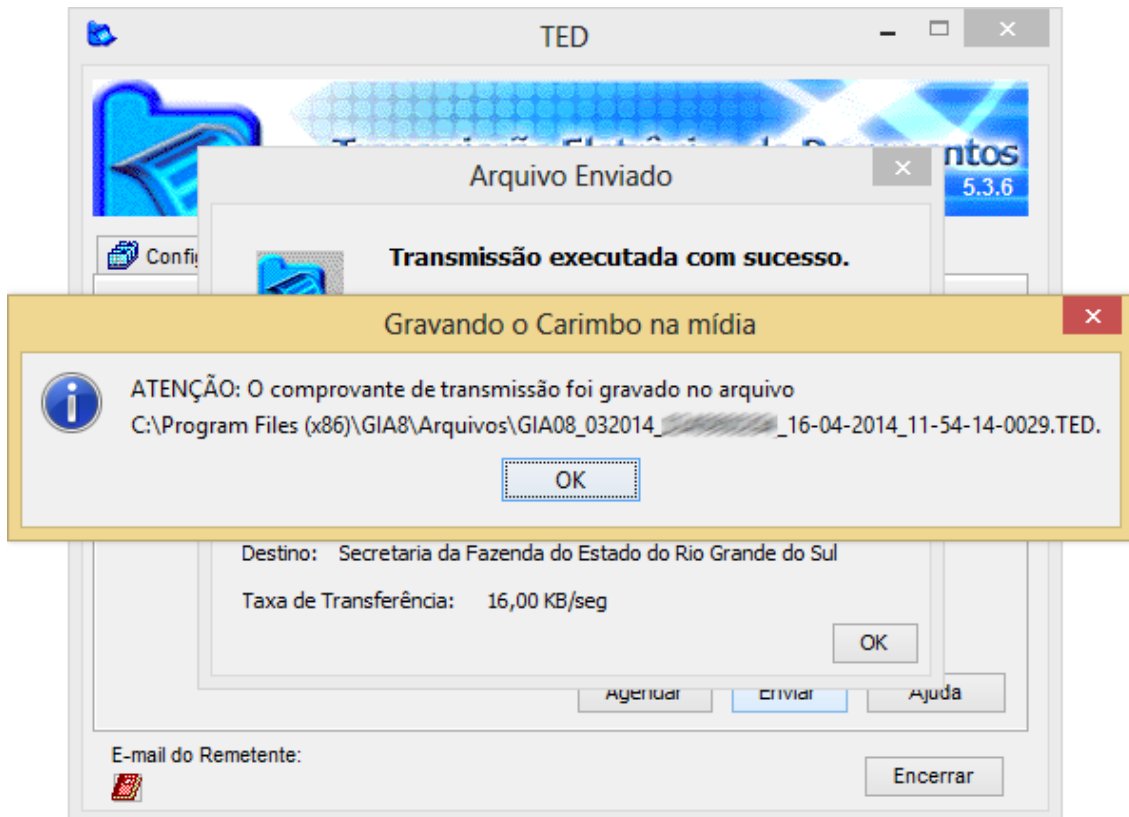 TED
ntos
5.3.6
Arquivo Enviado
Transmissão executada com sucesso.
Gravando o Carimbo na mídia
ATENÇÃO: O comprovante de transmissão foi gravado no arquivo
C:\Program Files (x86)\GIA8\Arquivos\GIA08_032014_ _16-04-2014_11-54-14-0029.TED.
OK
Destino: Secretaria da Fazenda do Estado do Rio Grande do Sul
Taxa de Transferência: 16,00 KB/seg
OK
Agendar Enviar Ajuda
E-mail do Remetente:
Encerrar